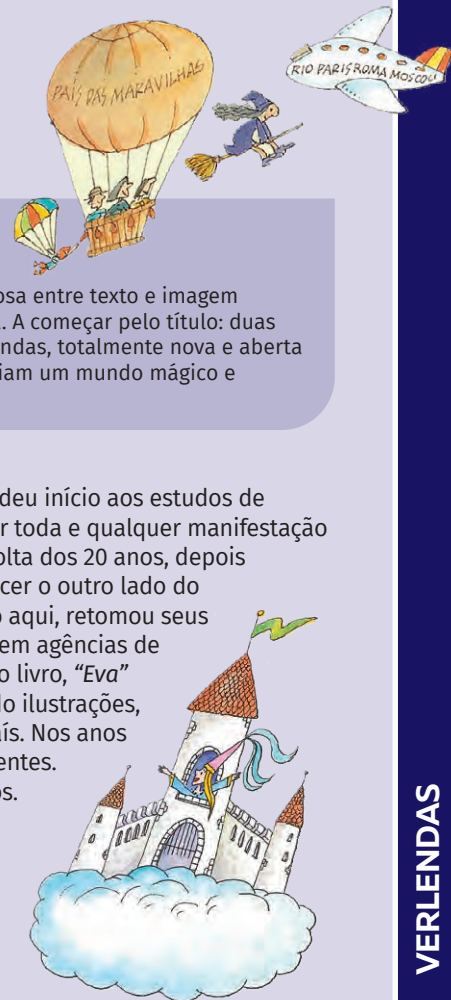 PAÍS DAS MARAVILHAS
RIO PARIS ROMA MOSCOU
osa entre texto e imagem
. A começar pelo título: duas
ndas, totalmente nova e aberta
iam um mundo mágico e
deu início aos estudos de
r toda e qualquer manifestação
olta dos 20 anos, depois
cer o outro lado do
o aqui, retomou seus
em agências de
o livro, “Eva”
do ilustrações,
aís. Nos anos
entes.
os.
VERLENDAS